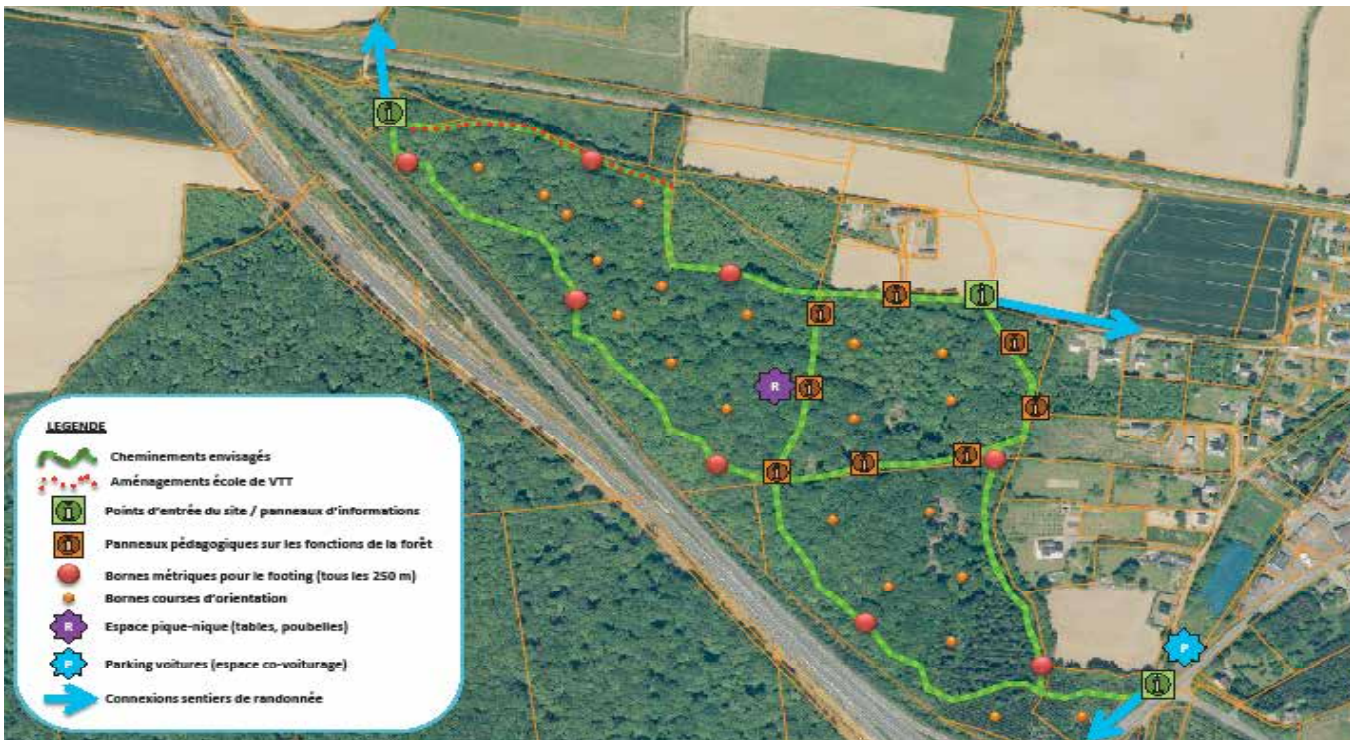 LEGENDE
Cheminements envisagés
Aménagements école de VTT
Points d'entrée du site / panneaux d'informations
Panneaux pédagogiques sur les fonctions de la forêt
Bornes métriques pour le footing (tous les 250 m)
Bornes courses d'orientation
R Espace pique-nique (tables, poubelles)
P Parking voitures (espace co-voiturage)
Connexions sentiers de randonnée
i
i
i
i
i
i
R
i
i
i
i
i
P
i